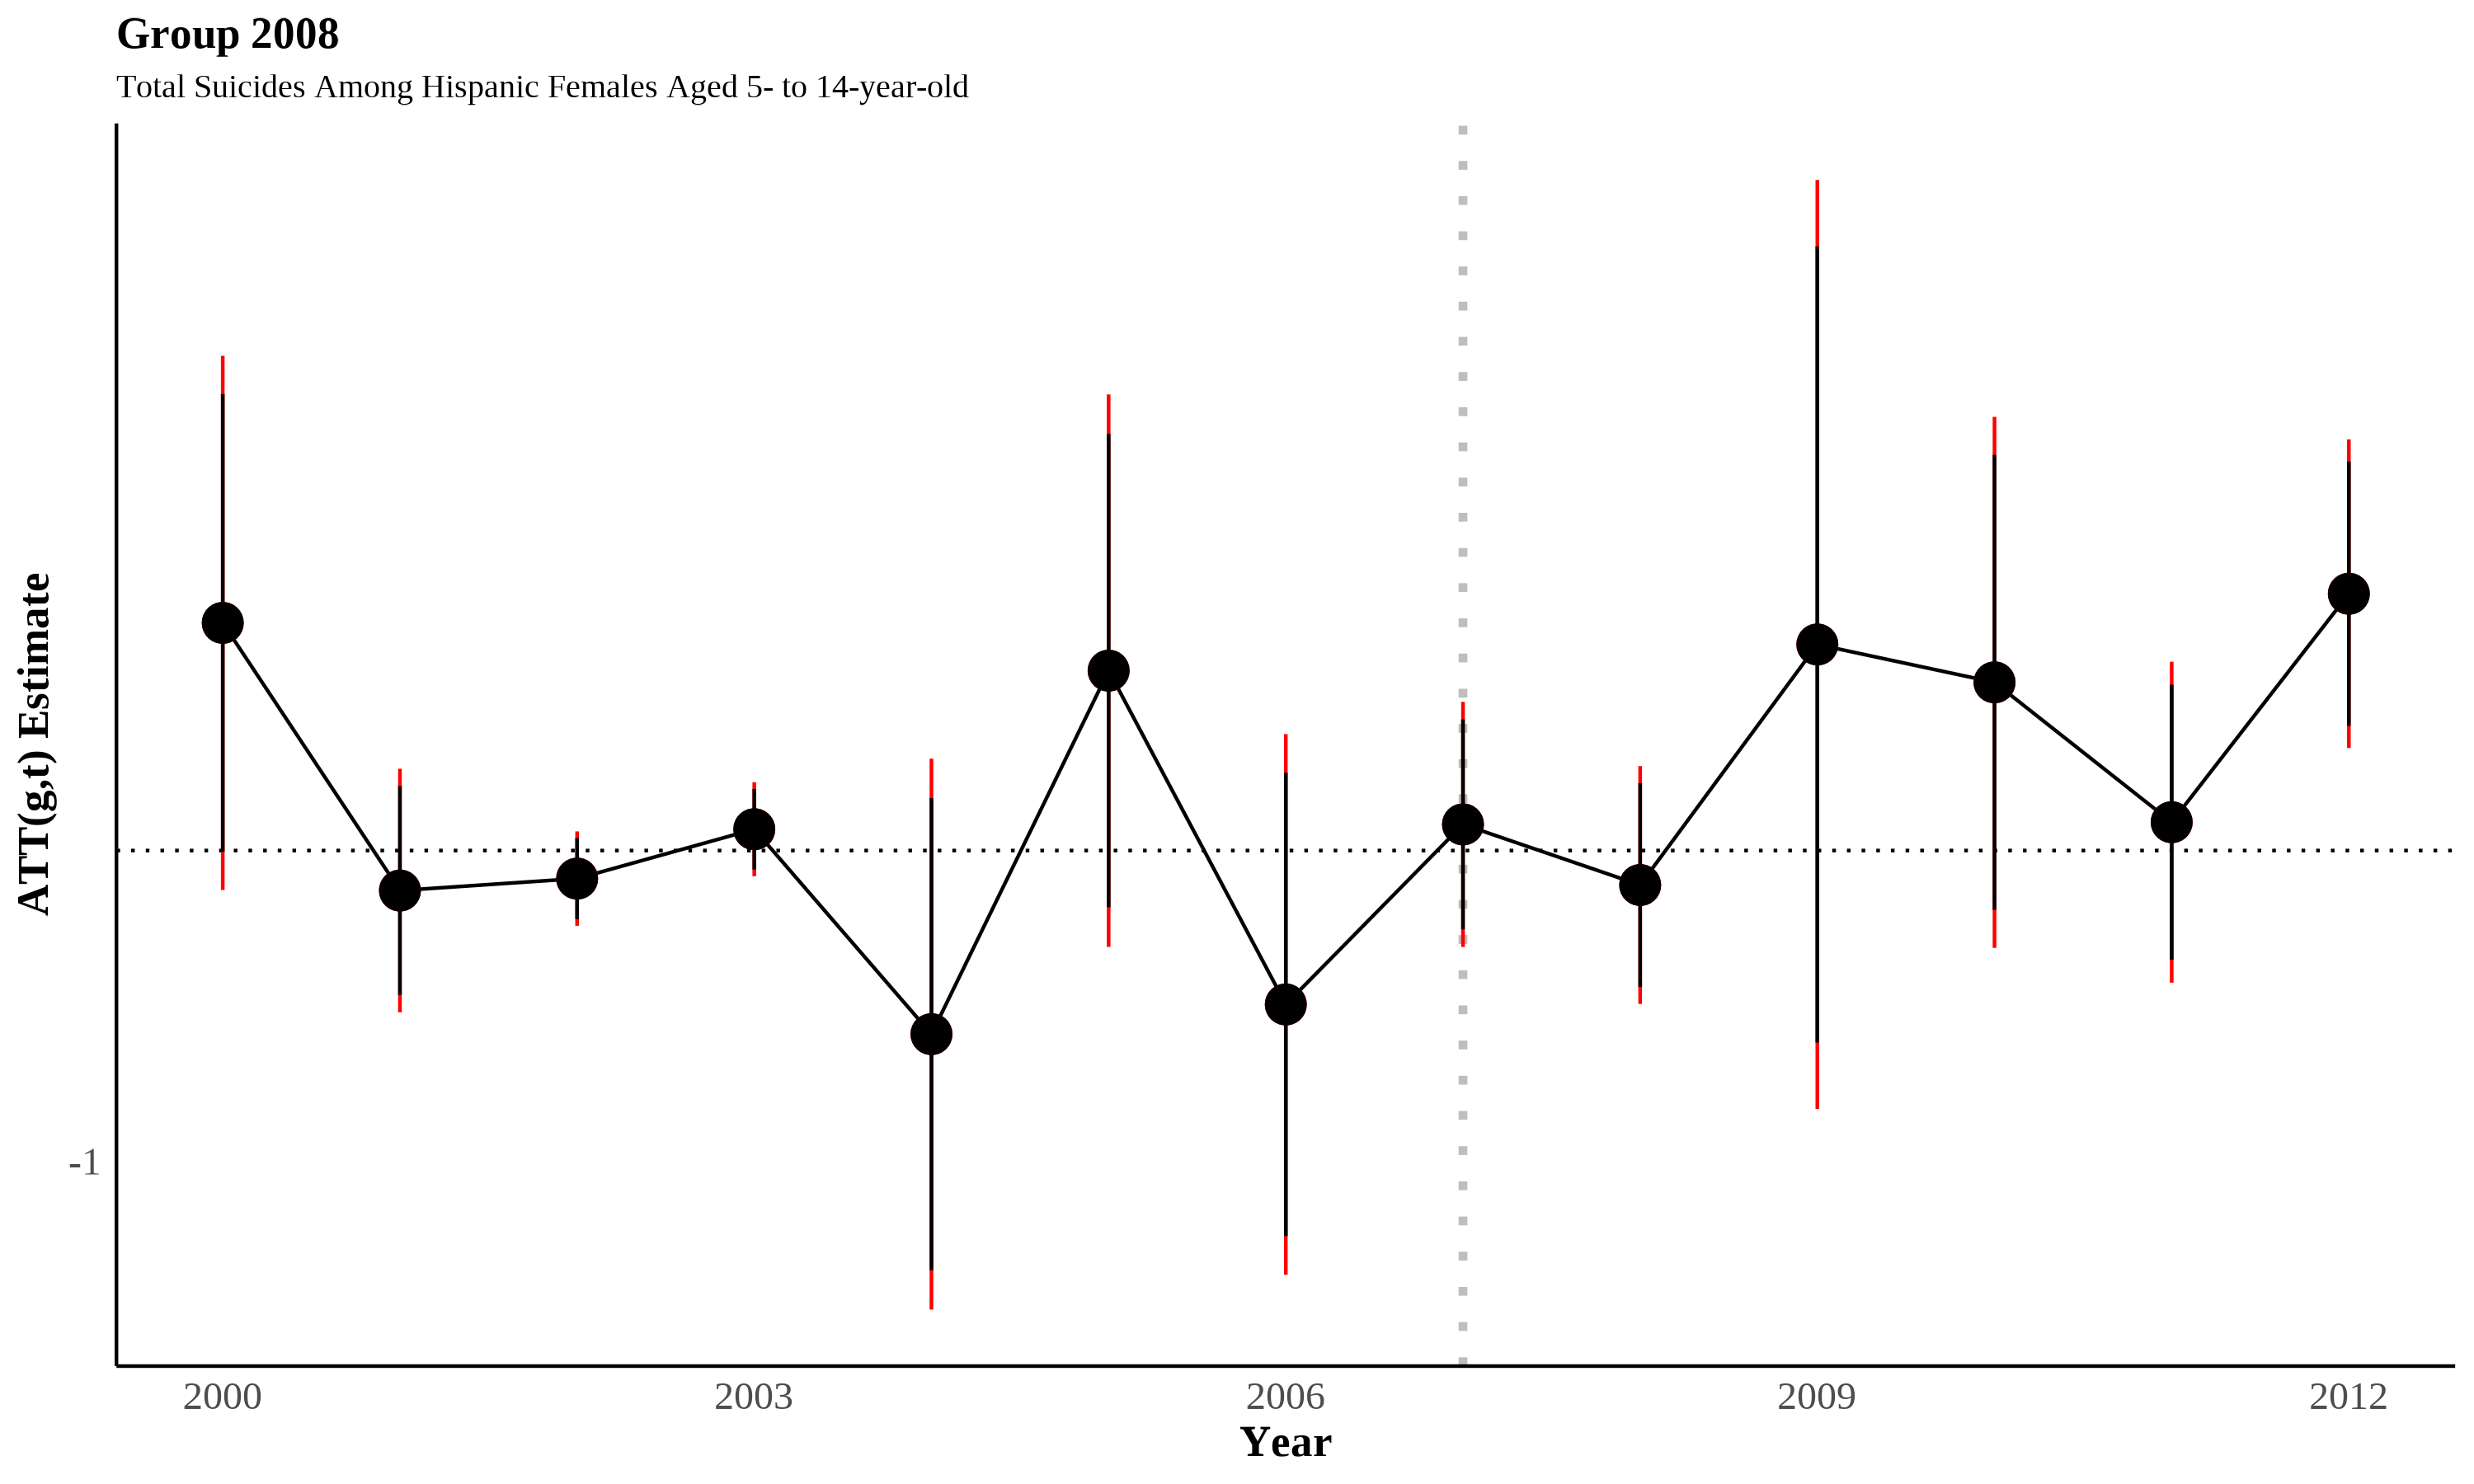 Group 2008
Total Suicides Among Hispanic Females Aged 5- to 14-year-old
ATT(g,t) Estimate
-1
2000 2003 2006 2009 2012
Year